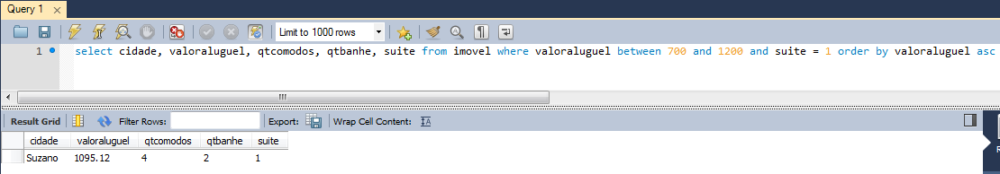 Query 1
Limit to 1000 rows
1 select cidade, valoraluguel, qtcomodos, qtbanhe, suite from imovel where valoraluguel between 700 and 1200 and suite = 1 order by valoraluguel asc
Result Grid Filter Rows: Export: Wrap Cell Content:
cidade valoraluguel qtcomodos qtbanhe suite
Suzano 1095.12 4 2 1